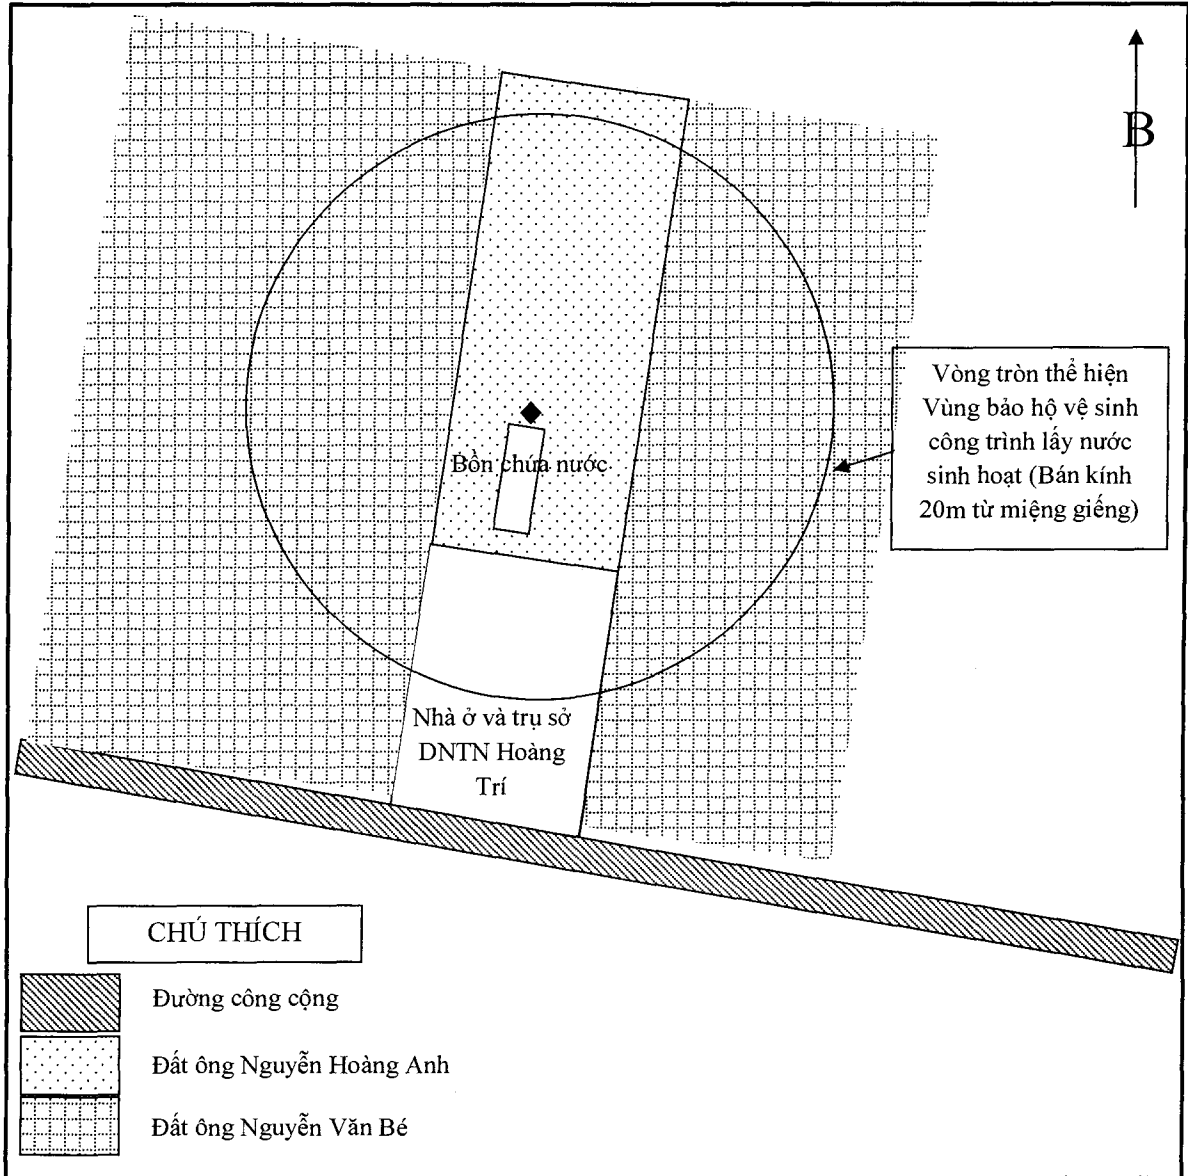 B
Bồn chứa nước
Vòng tròn thể hiện
Vùng bảo hộ vệ sinh
công trình lấy nước
sinh hoạt (Bán kính
20m từ miệng giếng)
Nhà ở và trụ sở
DNTN Hoàng
Trí
CHÚ THÍCH
Đường công cộng
Đất ông Nguyễn Hoàng Anh
Đất ông Nguyễn Văn Bé